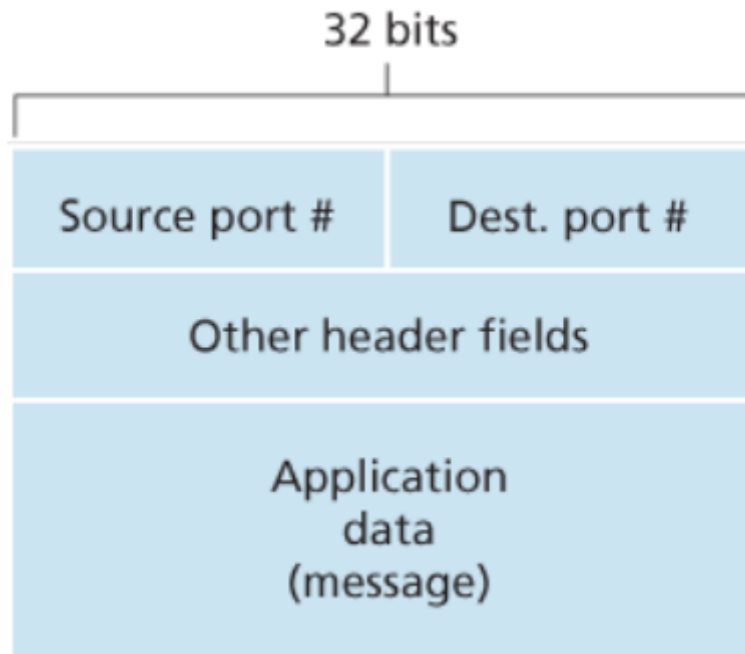 32 bits
Source port # Dest. port #
Other header fields
Application
data
(message)